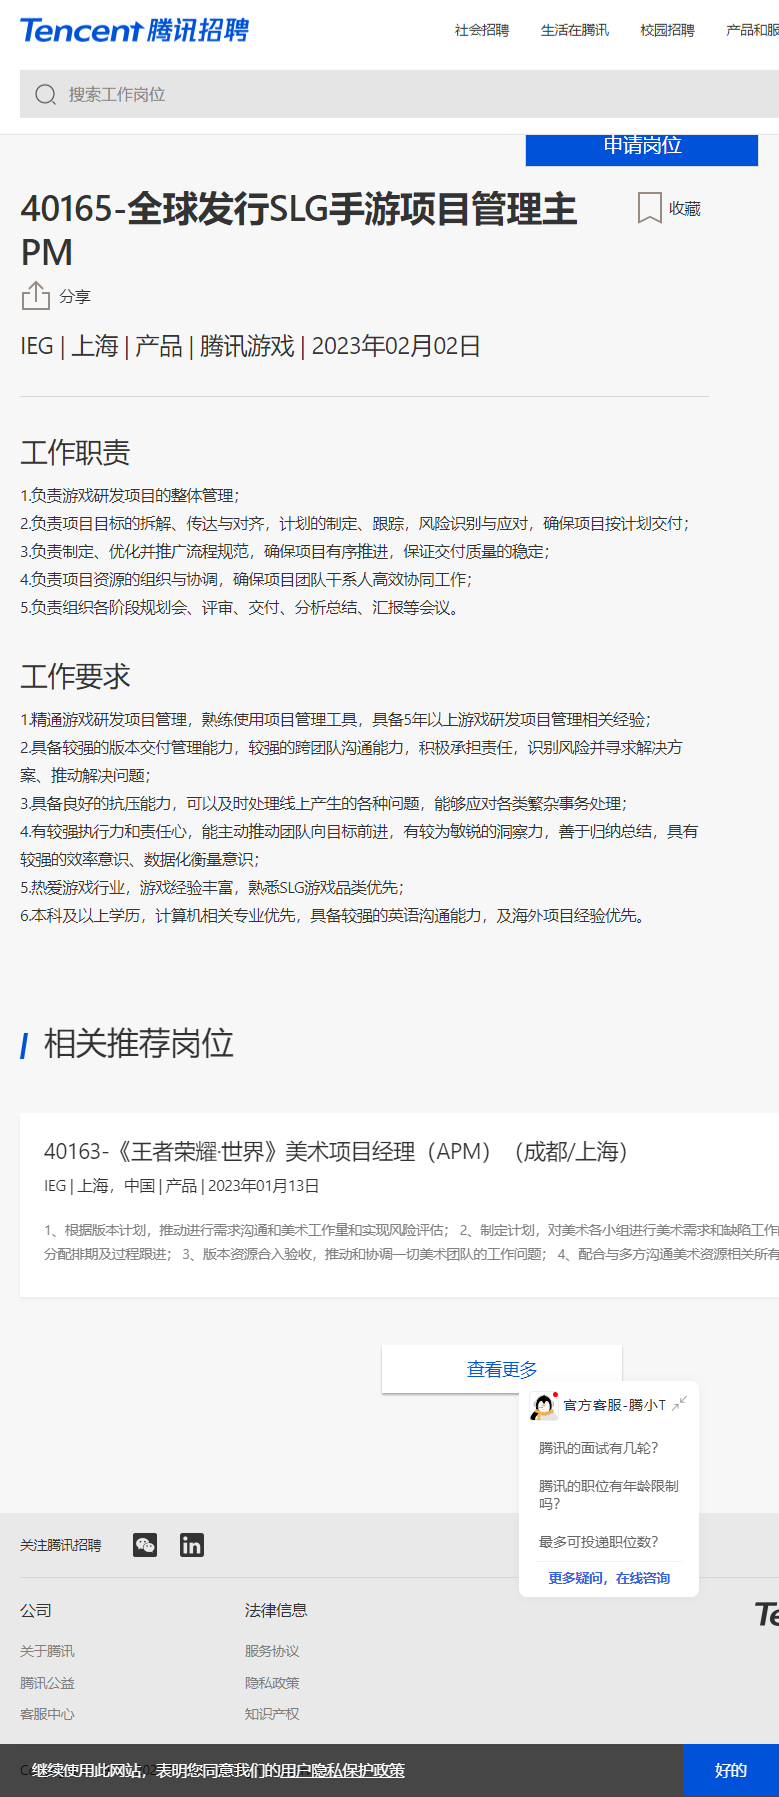 Tencent 腾讯招聘
社会招聘 生活在腾讯 校园招聘 产品和服
搜索工作岗位
申请岗位
40165-全球发行SLG手游项目管理主
PM
收藏
分享
IEG | 上海 | 产品 | 腾讯游戏 | 2023年02月02日
工作职责
1.负责游戏研发项目的整体管理；
2.负责项目目标的拆解、传达与对齐，计划的制定、跟踪，风险识别与应对，确保项目按计划交付；
3.负责制定、优化并推广流程规范，确保项目有序推进，保证交付质量的稳定；
4.负责项目资源的组织与协调，确保项目团队干系人高效协同工作；
5.负责组织各阶段规划会、评审、交付、分析总结、汇报等会议。
工作要求
1.精通游戏研发项目管理，熟练使用项目管理工具，具备5年以上游戏研发项目管理相关经验；
2.具备较强的版本交付管理能力，较强的跨团队沟通能力，积极承担责任，识别风险并寻求解决方
案、推动解决问题；
3.具备良好的抗压能力，可以及时处理线上产生的各种问题，能够应对各类繁杂事务处理；
4.有较强执行力和责任心，能主动推动团队向目标前进，有较为敏锐的洞察力，善于归纳总结，具有
较强的效率意识、数据化衡量意识；
5.热爱游戏行业，游戏经验丰富，熟悉SLG游戏品类优先；
6.本科及以上学历，计算机相关专业优先，具备较强的英语沟通能力，及海外项目经验优先。
相关推荐岗位
40163-《王者荣耀·世界》美术项目经理（APM）（成都/上海）
IEG | 上海，中国 | 产品 | 2023年01月13日
1、根据版本计划，推动进行需求沟通和美术工作量和实现风险评估； 2、制定计划，对美术各小组进行美术需求和缺陷工作的
分配排期及过程跟进； 3、版本资源合入验收，推动和协调一切美术团队的工作问题； 4、配合与多方沟通美术资源相关所有
查看更多
官方客服-腾小T
腾讯的面试有几轮？
腾讯的职位有年龄限制
吗？
最多可投递职位数？
更多疑问，在线咨询
关注腾讯招聘
公司 法律信息
关于腾讯 服务协议
腾讯公益 隐私政策
客服中心 知识产权
继续使用此网站，表明您同意我们的用户隐私保护政策
好的